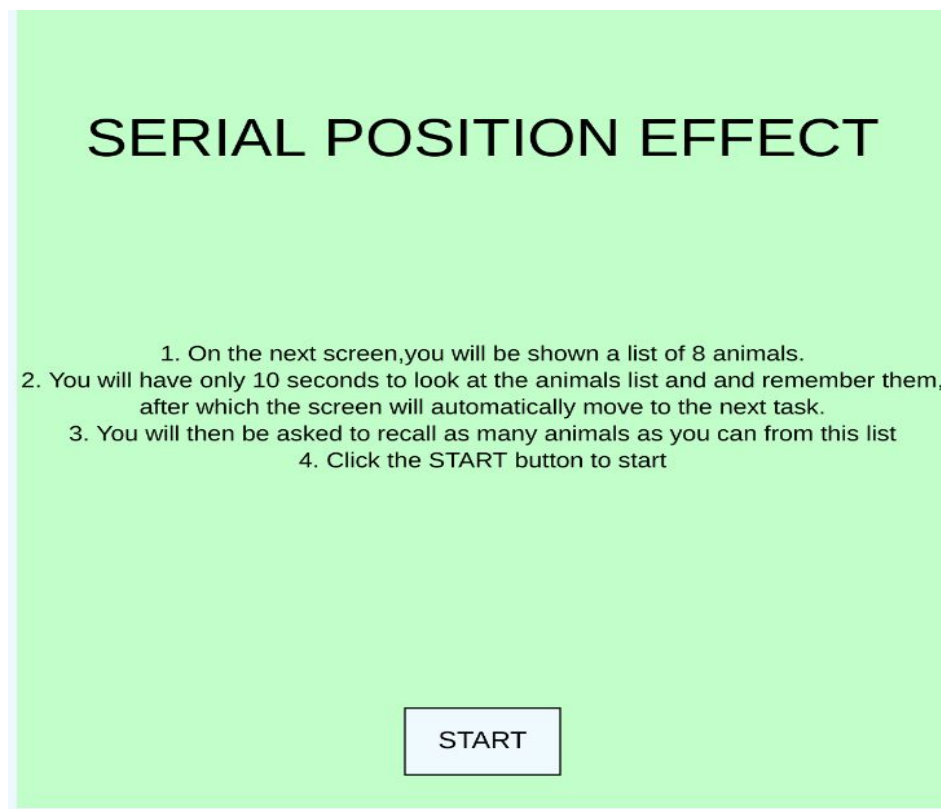 SERIAL POSITION EFFECT
1. On the next screen,you will be shown a list of 8 animals.
2. You will have only 10 seconds to look at the animals list and and remember them,
after which the screen will automatically move to the next task.
3. You will then be asked to recall as many animals as you can from this list
4. Click the START button to start
START